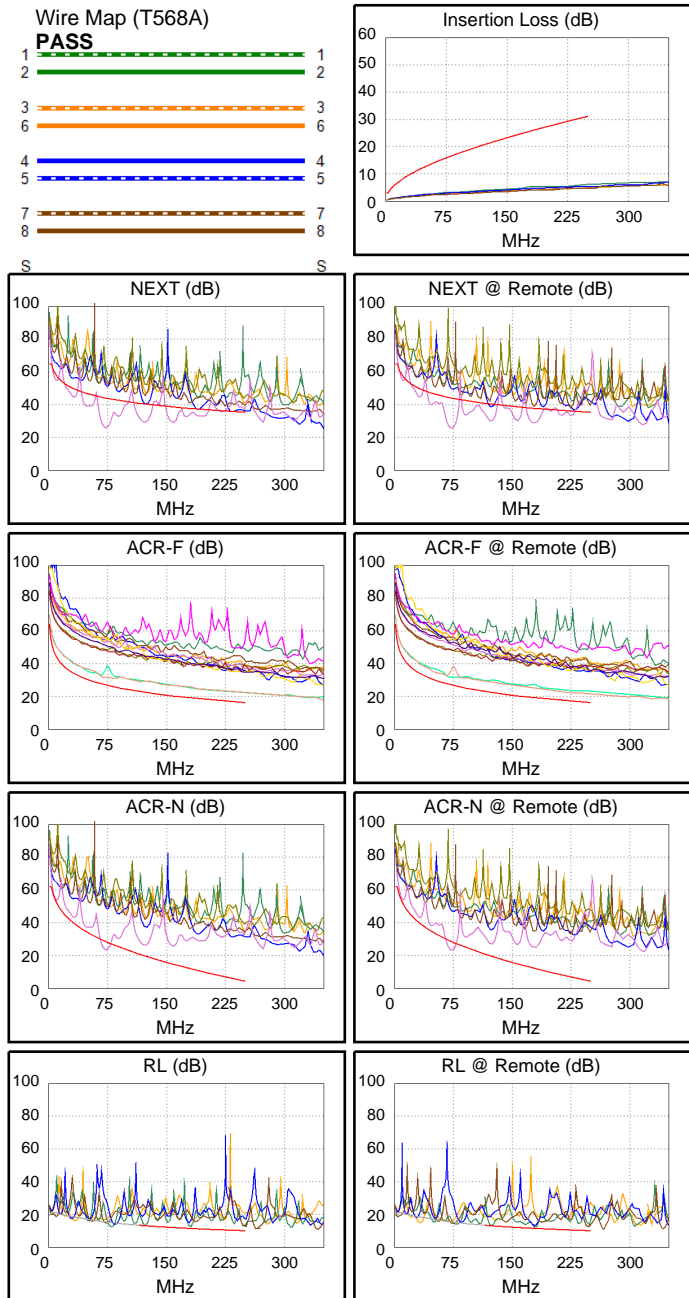 Wire Map (T568A)
PASS
1 1
2 2
3 3
6 6
4 4
5 5
7 7
8 8
S S
Insertion Loss (dB)
60
50
40
30
20
10
0
0 75 150 225 300
MHz
NEXT (dB)
100
80
60
40
20
0
0 75 150 225 300
MHz
NEXT @ Remote (dB)
100
80
60
40
20
0
0 75 150 225 300
MHz
ACR-F (dB)
100
80
60
40
20
0
0 75 150 225 300
MHz
ACR-F @ Remote (dB)
100
80
60
40
20
0
0 75 150 225 300
MHz
ACR-N (dB)
100
80
60
40
20
0
0 75 150 225 300
MHz
ACR-N @ Remote (dB)
100
80
60
40
20
0
0 75 150 225 300
MHz
RL (dB)
100
80
60
40
20
0
0 75 150 225 300
MHz
RL @ Remote (dB)
100
80
60
40
20
0
0 75 150 225 300
MHz